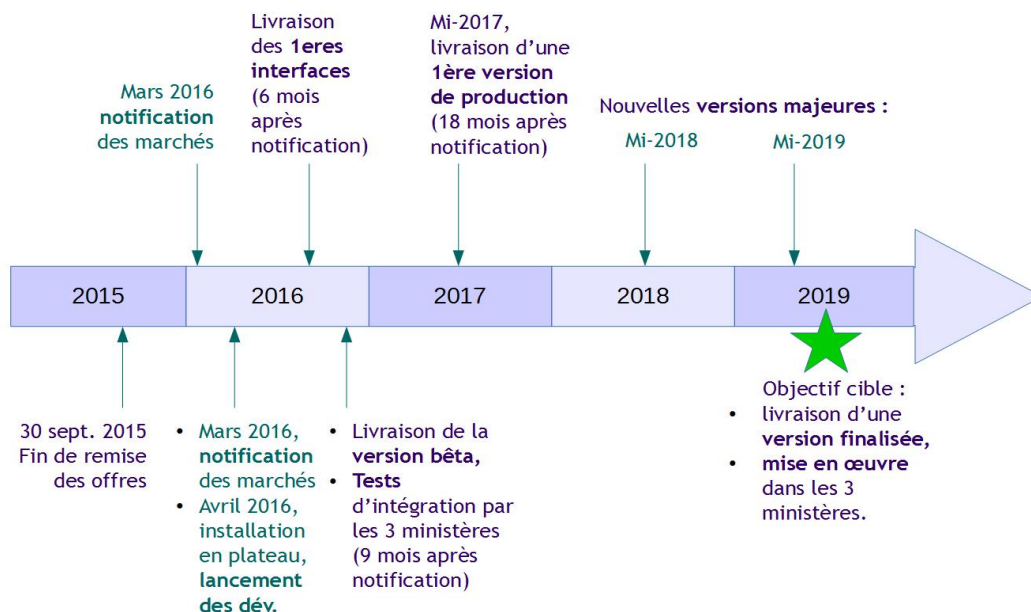 Mars 2016
notification
des marchés
Livraison
des 1eres
interfaces
(6 mois
après
notification)
Mi-2017,
livraison d’une
1ère version
de production
(18 mois après
notification)
Nouvelles versions majeures :
Mi-2018
Mi-2019
2015
2016
2017
2018
2019
30 sept. 2015
Fin de remise
des offres
• Mars 2016,
notification
des marchés
• Avril 2016,
installation
en plateau,
lancement
des dév.
• Livraison de la
version bêta,
• Tests
d’intégration par
les 3 ministères
(9 mois après
notification)
Objectif cible :
• livraison d’une
version finalisée,
• mise en œuvre
dans les 3
ministères.